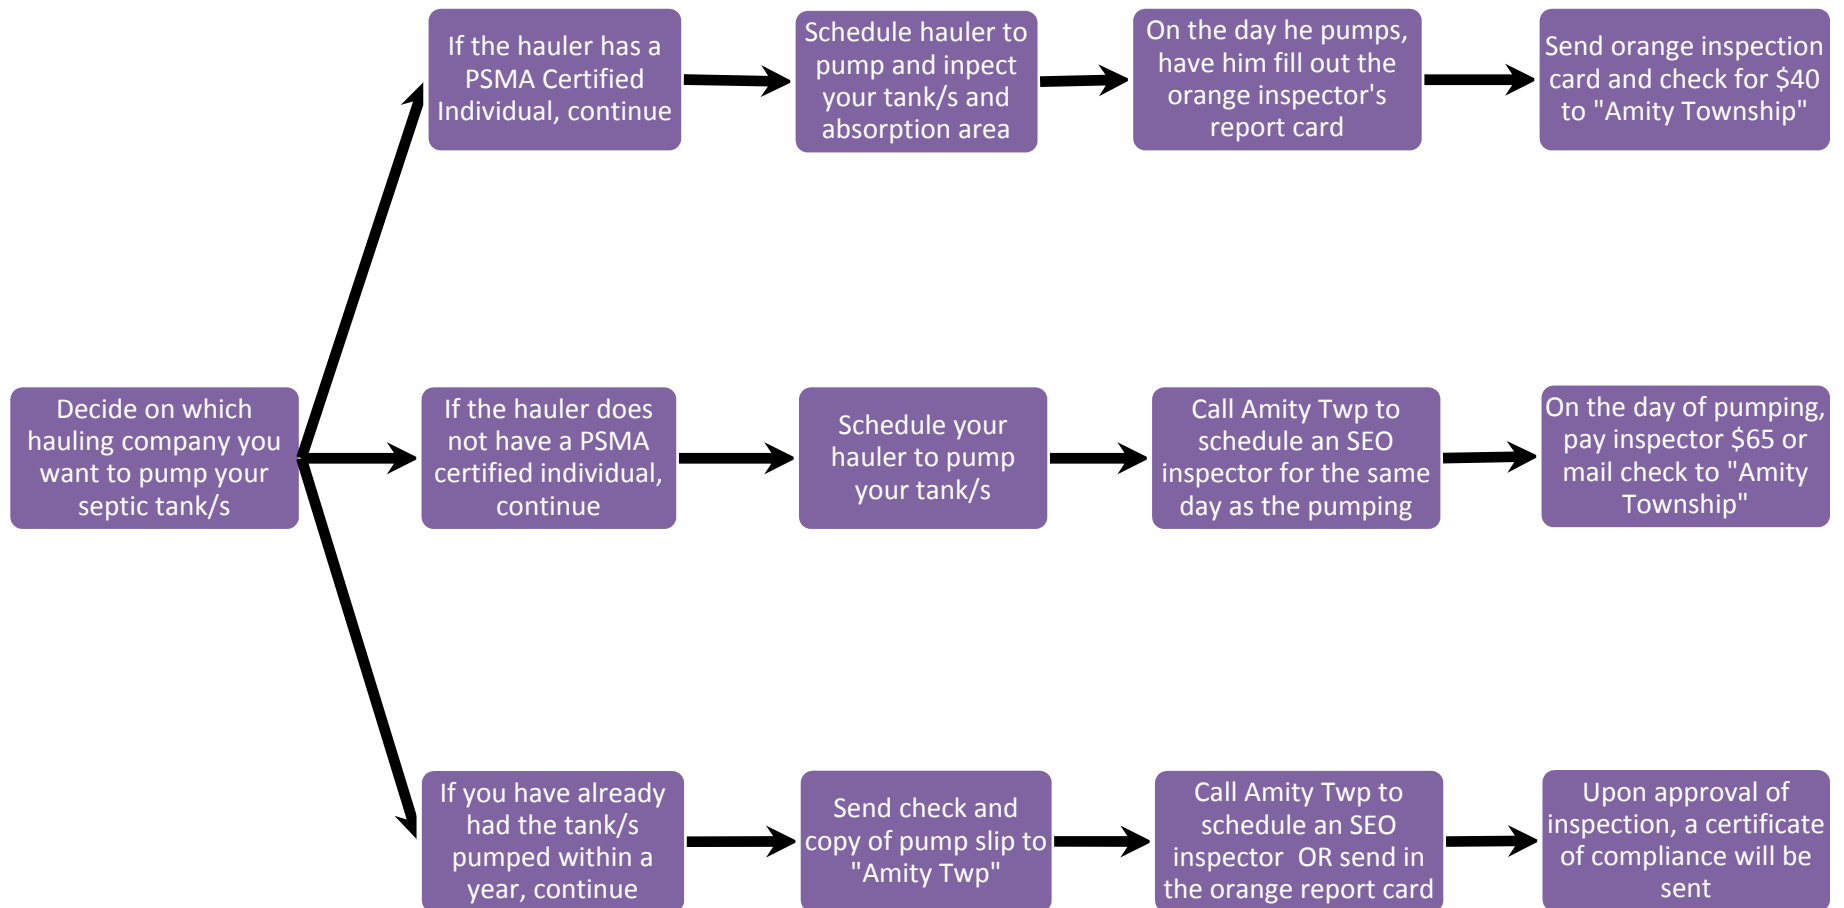 If the hauler has a
PSMA Certified
Individual, continue
Schedule hauler to
pump and inpect
your tank/s and
absorption area
On the day he pumps,
have him fill out the
orange inspector's
report card
Send orange inspection
card and check for $40
to "Amity Township"
Decide on which
hauling company you
want to pump your
septic tank/s
If the hauler does
not have a PSMA
certified individual,
continue
Schedule your
hauler to pump
your tank/s
Call Amity Twp to
schedule an SEO
inspector for the same
day as the pumping
On the day of pumping,
pay inspector $65 or
mail check to "Amity
Township"
If you have already
had the tank/s
pumped within a
year, continue
Send check and
copy of pump slip to
"Amity Twp"
Call Amity Twp to
schedule an SEO
inspector  OR send in
the orange report card
Upon approval of
inspection, a certificate
of compliance will be
sent